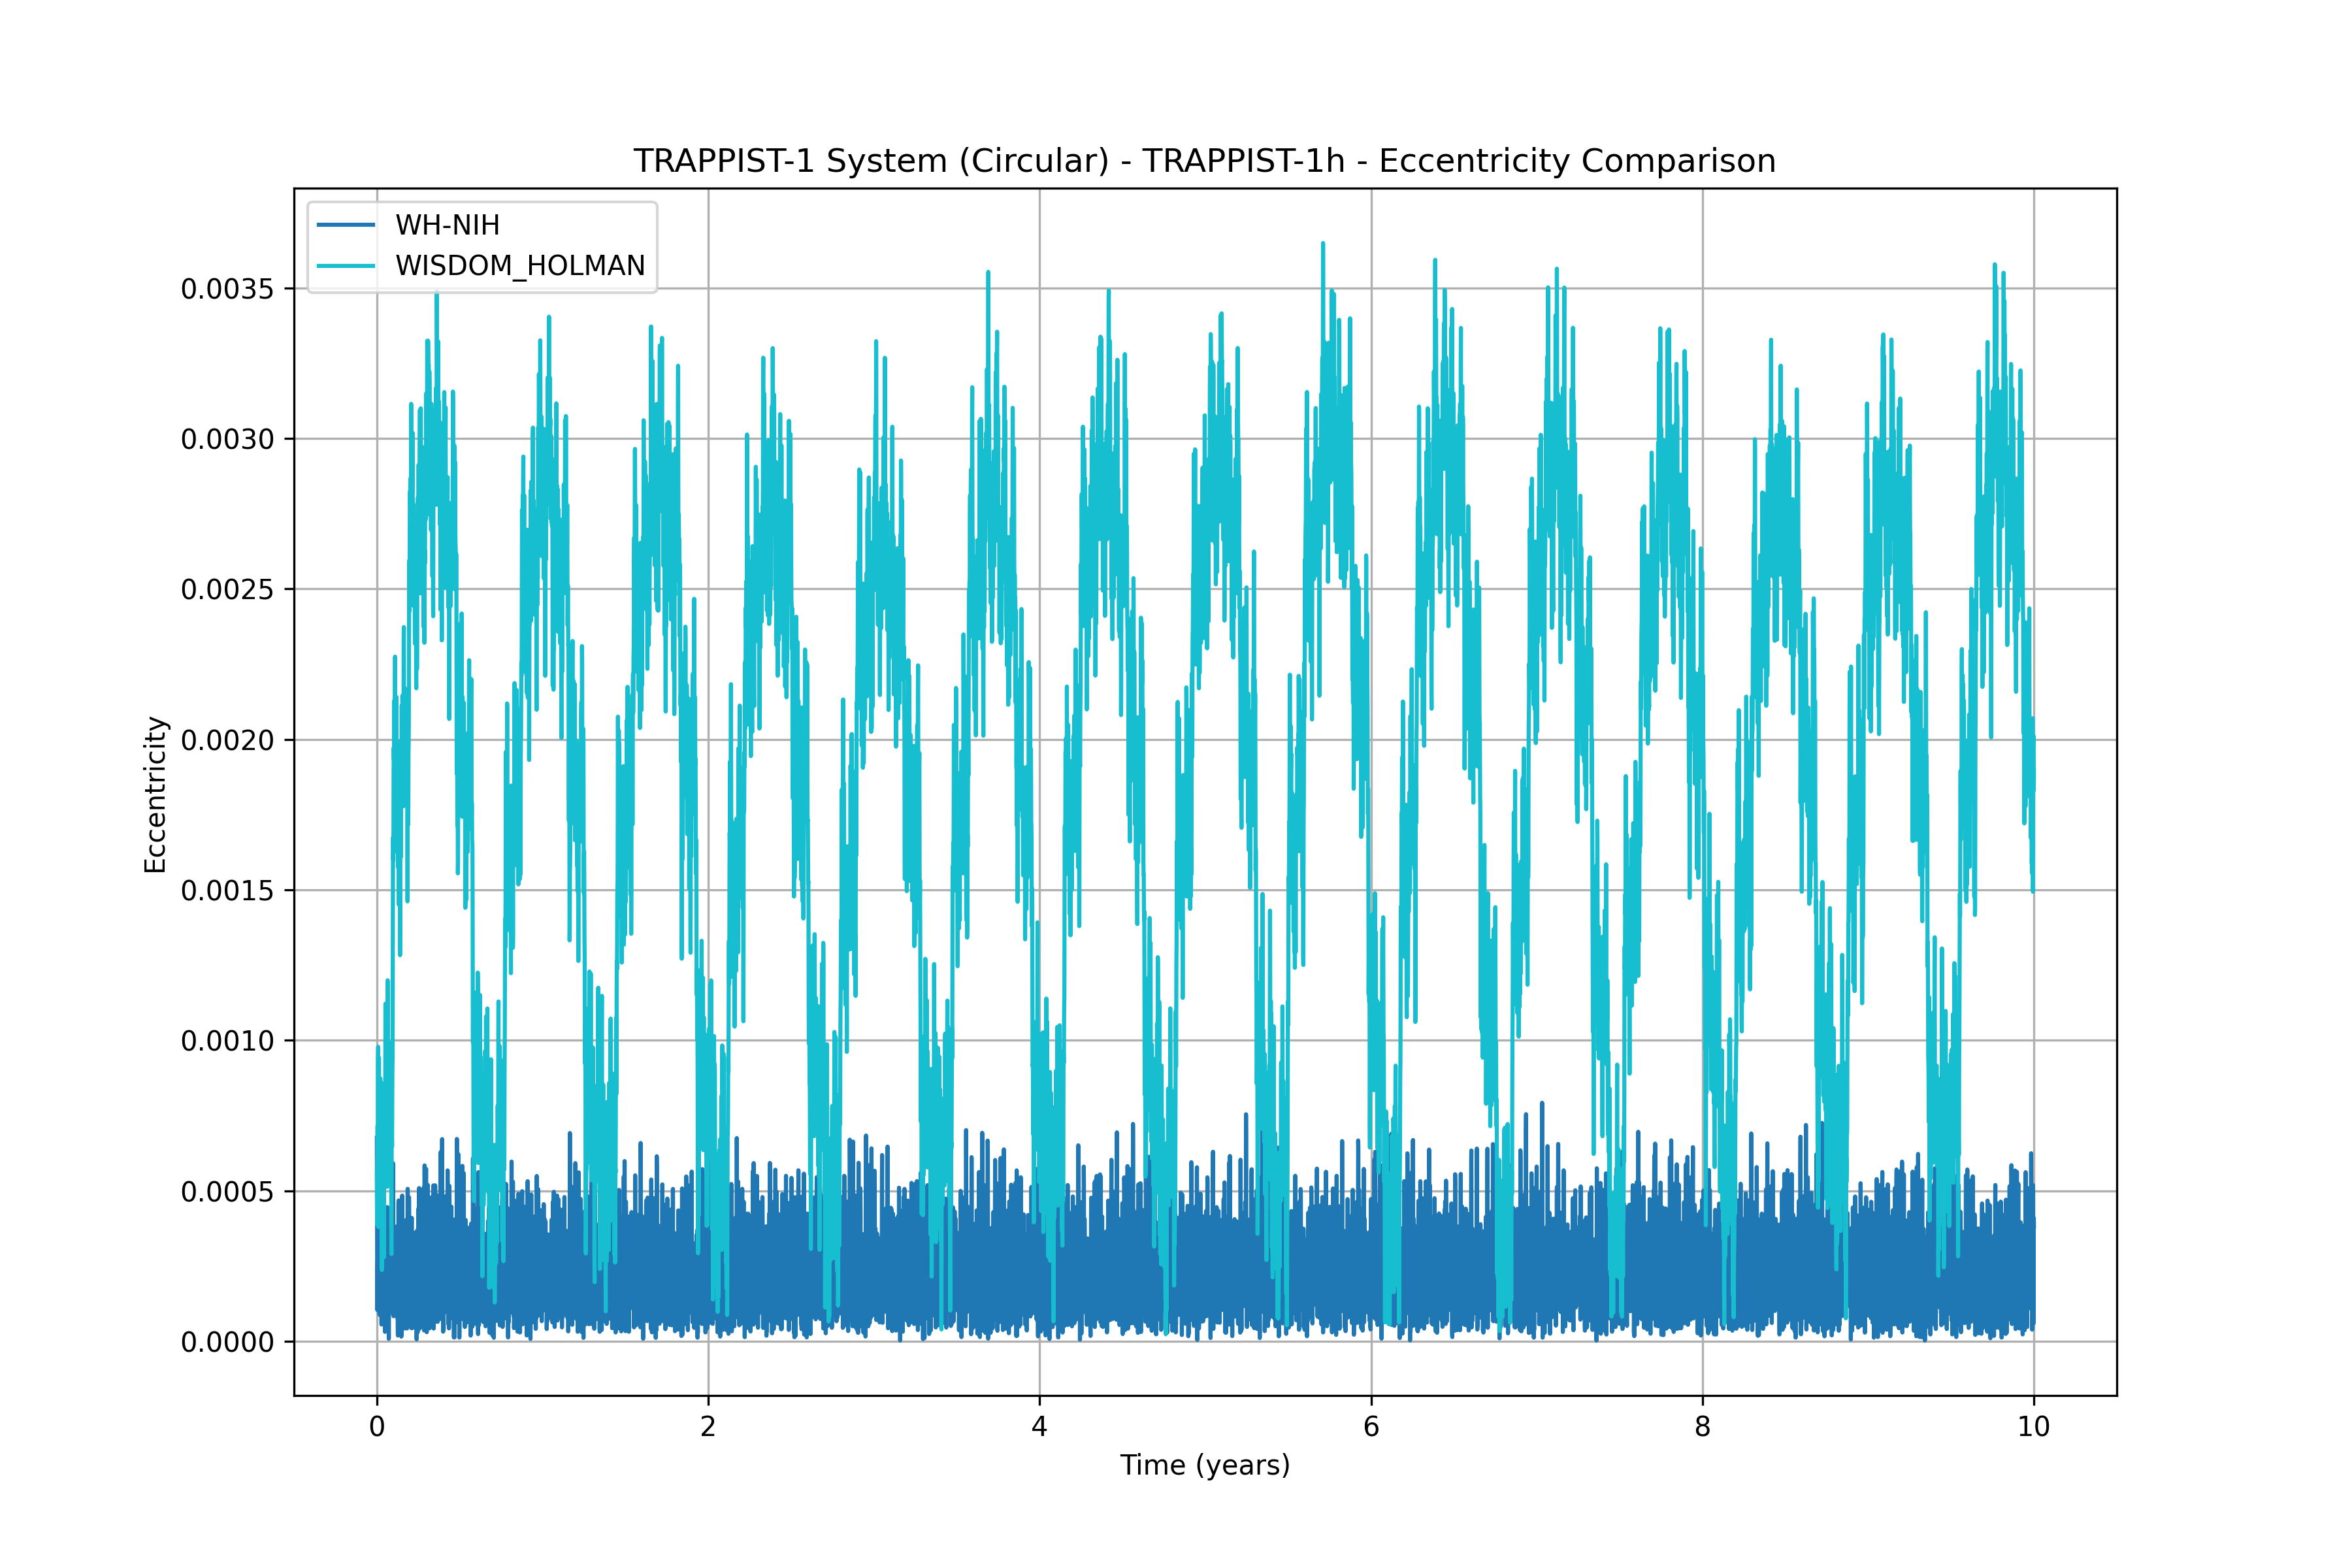 TRAPPIST-1 System (Circular) - TRAPPIST-1h - Eccentricity Comparison
WH-NIH
WISDOM_HOLMAN
0.0035
0.0030
0.0025
0.0020
0.0015
0.0010
0.0005
0.0000
Eccentricity
0 2 4 6 8 10
Time (years)